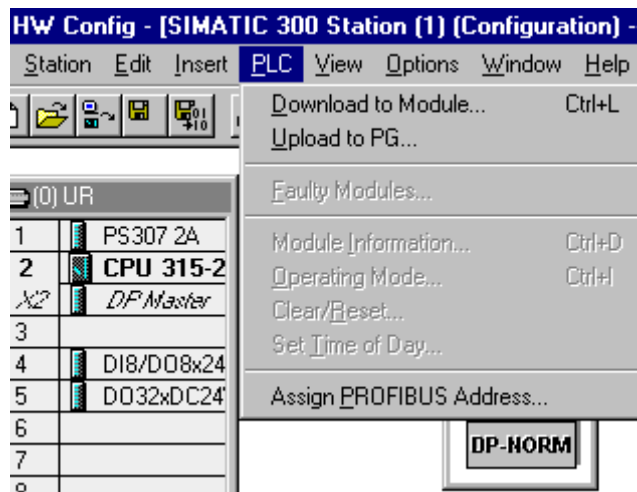 HW Config - [SIMATIC 300 Station (1) (Configuration) -
Station Edit Insert PLC View Options Window Help
Download to Module... Ctrl+L
Upload to PG...
Faulty Modules...
Module Information... Ctrl+D
Operating Mode... Ctrl+I
Clear/Reset...
Set Time of Day...
Assign PROFIBUS Address...
(0) UR
1 PS307 2A
2 CPU 315-2
X2 DP Master
3
4 DI8/DO8x24
5 DO32xDC24
6
7
8
DP-NORM